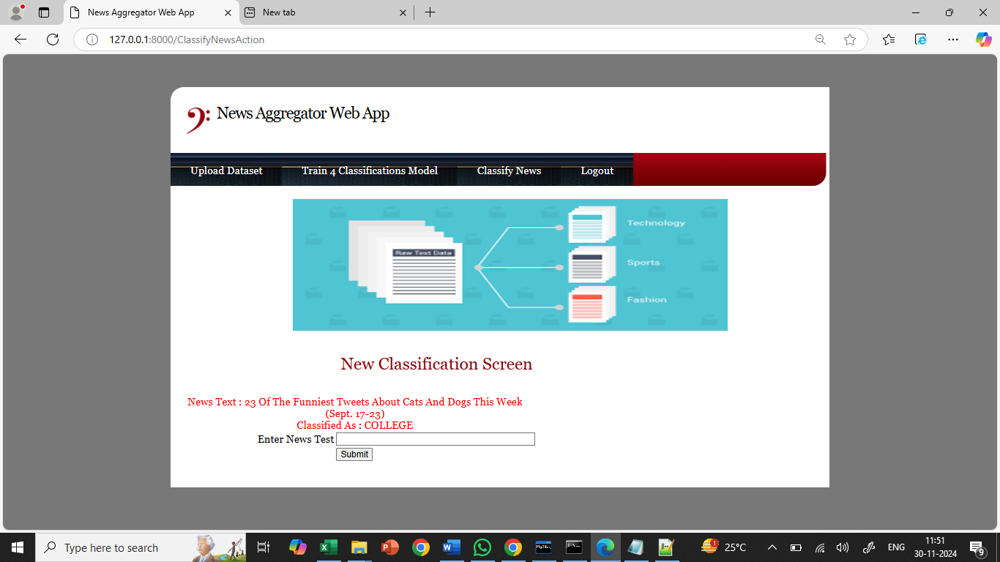 News Aggregator Web App
New tab
127.0.0.1:8000/ClassifyNewsAction
News Aggregator Web App
Upload Dataset Train 4 Classifications Model Classify News Logout
Raw Text Data
Technology
Sports
Fashion
New Classification Screen
News Text : 23 Of The Funniest Tweets About Cats And Dogs This Week
(Sept. 17-23)
Classified As : COLLEGE
Enter News Test
Submit
Type here to search
1
25°C
ENG
11:51
30-11-2024
9